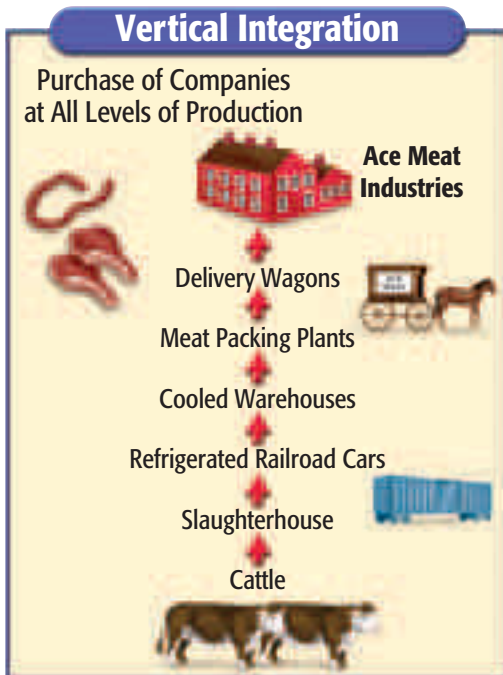 Vertical Integration
Purchase of Companies
at All Levels of Production
Ace Meat
Industries
Delivery Wagons
Meat Packing Plants
Cooled Warehouses
Refrigerated Railroad Cars
Slaughterhouse
Cattle